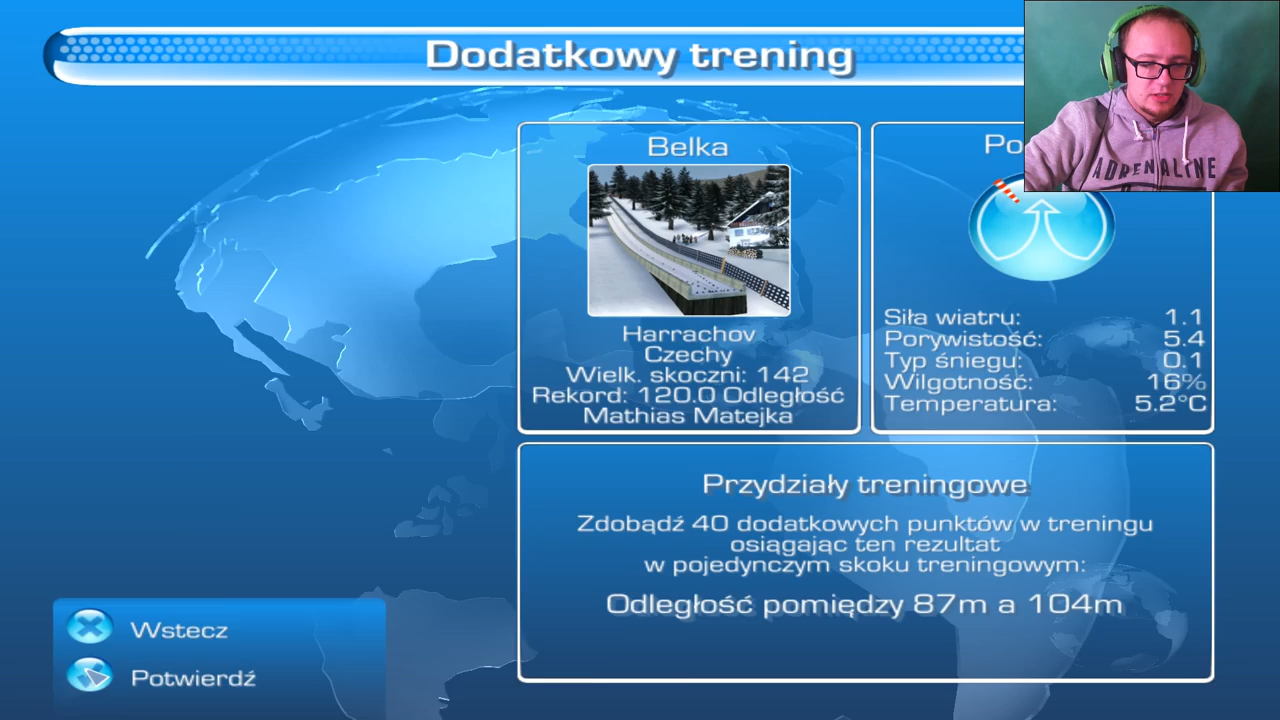 Dodatkowy trening
Belka
Harrachov
Czechy
Wielk. skoczni: 142
Rekord: 120.0 Odległość
Mathias Matejka
Siła wiatru: 1.1
Porywistość: 5.4
Typ śniegu: 0.1
Wilgotność: 16%
Temperatura: 5.2°C
Przydziały treningowe
Zdobądź 40 dodatkowych punktów w treningu
osiągając ten rezultat
w pojedynczym skoku treningowym:
Odległość pomiędzy 87m a 104m
Wstecz
Potwierdź
ADRENALINE